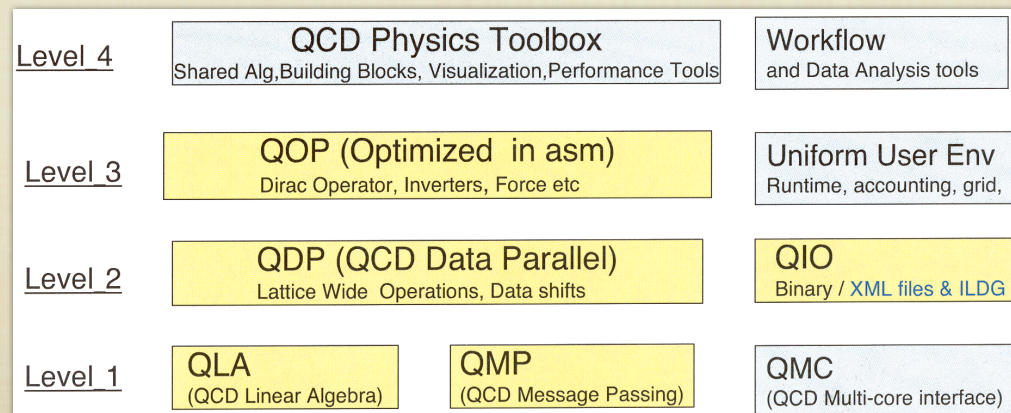 Level_4
QCD Physics Toolbox
Shared Alg,Building Blocks, Visualization,Performance Tools
Workflow
and Data Analysis tools
Level_3
QOP (Optimized in asm)
Dirac Operator, Inverters, Force etc
Uniform User Env
Runtime, accounting, grid,
Level_2
QDP (QCD Data Parallel)
Lattice Wide Operations, Data shifts
QIO
Binary / XML files & ILDG
Level_1
QLA
(QCD Linear Algebra)
QMP
(QCD Message Passing)
QMC
(QCD Multi-core interface)